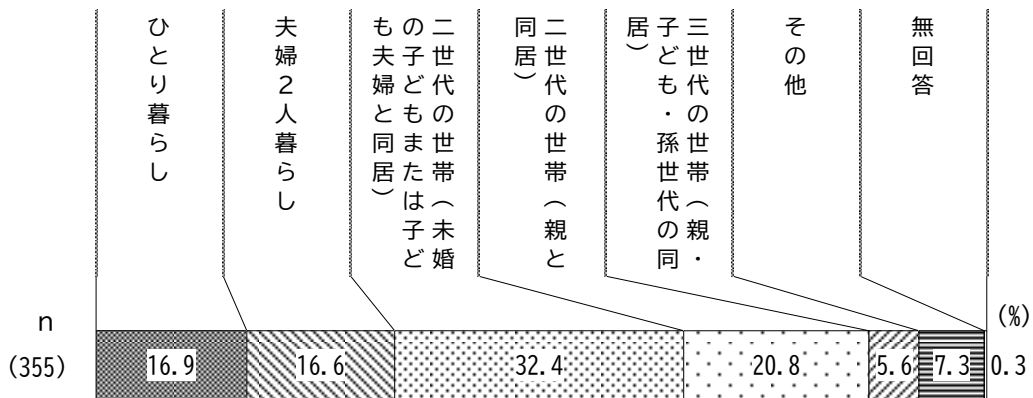 ひとり暮らし
夫婦2人暮らし
二世代の世帯(未婚
の子どもまたは子ど
も夫婦と同居)
二世代の世帯(親と
同居)
三世代の世帯(親・
子ども・孫世代の同
居)
その他
無回答
n
(%)
(355)
16.9
16.6
32.4
20.8
5.6
7.3
0.3